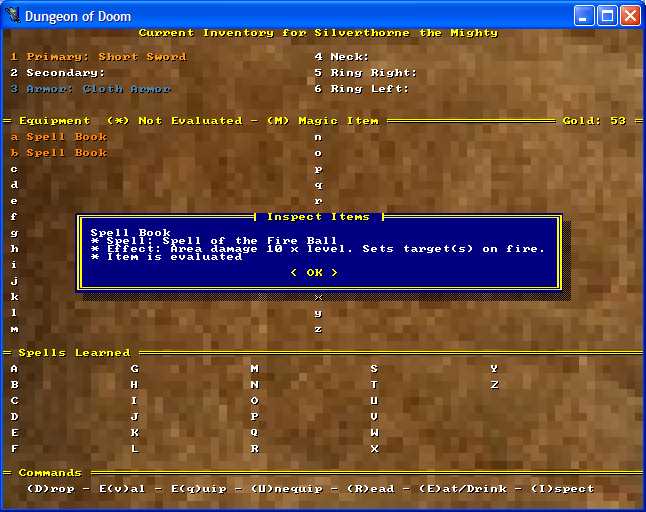 Dungeon of Doom
Current Inventory for Silverthorne the Mighty
1 Primary: Short Sword 4 Neck:
2 Secondary: 5 Ring Right:
3 Armor: Cloth Armor 6 Ring Left:
Equipment (*) Not Evaluated - (M) Magic Item Gold: 53
a Spell Book n
b Spell Book o
c p
d q
e r
f
g
h
i
j
k x
l y
m z
Inspect Items
Spell Book
* Spell: Spell of the Fire Ball
* Effect: Area damage 10 x level. Sets target(s) on fire.
* Item is evaluated
< OK >
Spells Learned
A G M S Y
B H N T Z
C I O U
D J P V
E K Q W
F L R X
Commands
(D)rop - E(v)al - E(q)uip - (U)nequip - (R)ead - (E)at/Drink - (I)spect